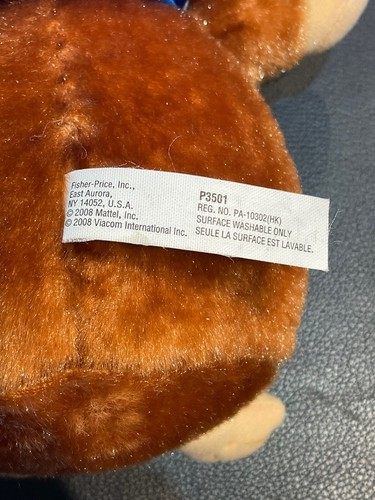 Fisher-Price, Inc.,
East Aurora,
NY 14052, U.S.A.
© 2008 Mattel, Inc.
© 2008 Viacom International Inc.
P3501
REG. NO. PA-10302(HK)
SURFACE WASHABLE ONLY
SEULE LA SURFACE EST LAVABLE.